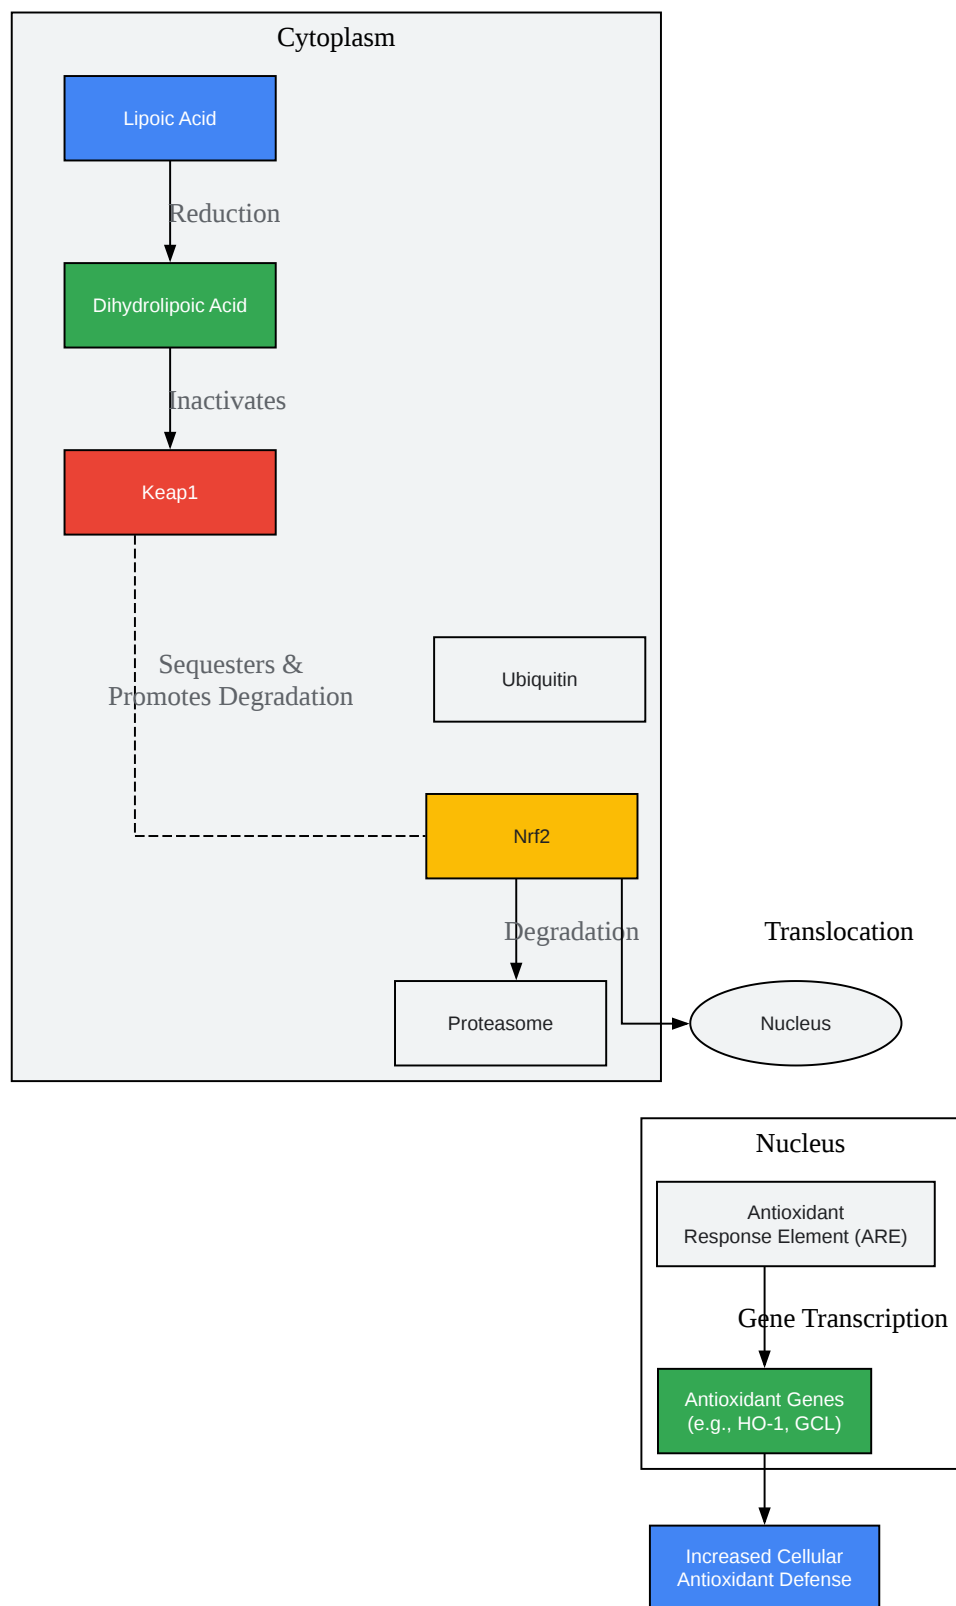 Cytoplasm
Lipoic Acid
Reduction
Dihydrolipoic Acid
Inactivates
Keap1
Sequesters &
Promotes Degradation
Ubiquitin
Nrf2
Degradation
Translocation
Proteasome
Nucleus
Nucleus
Antioxidant
Response Element (ARE)
Gene Transcription
Antioxidant Genes
(e.g., HO-1, GCL)
Increased Cellular
Antioxidant Defense